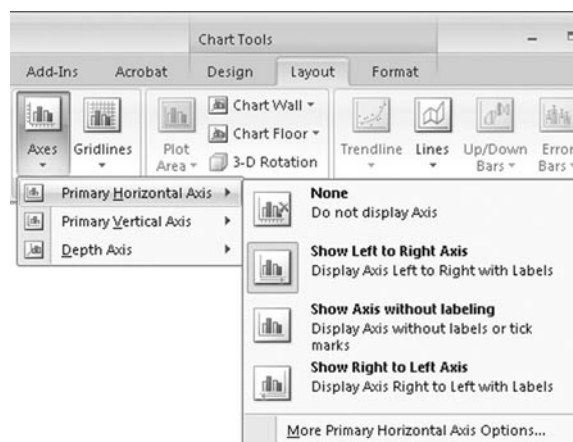 Chart Tools
Add-Ins Acrobat Design Layout Format
Chart Wall
Chart Floor
3-D Rotation
Axes Gridlines Plot Area Trendline Lines Up/Down Bars Error Bars
Primary Horizontal Axis
Primary Vertical Axis
Depth Axis
None
Do not display Axis
Show Left to Right Axis
Display Axis Left to Right with Labels
Show Axis without labeling
Display Axis without labels or tick
marks
Show Right to Left Axis
Display Axis Right to Left with Labels
More Primary Horizontal Axis Options...